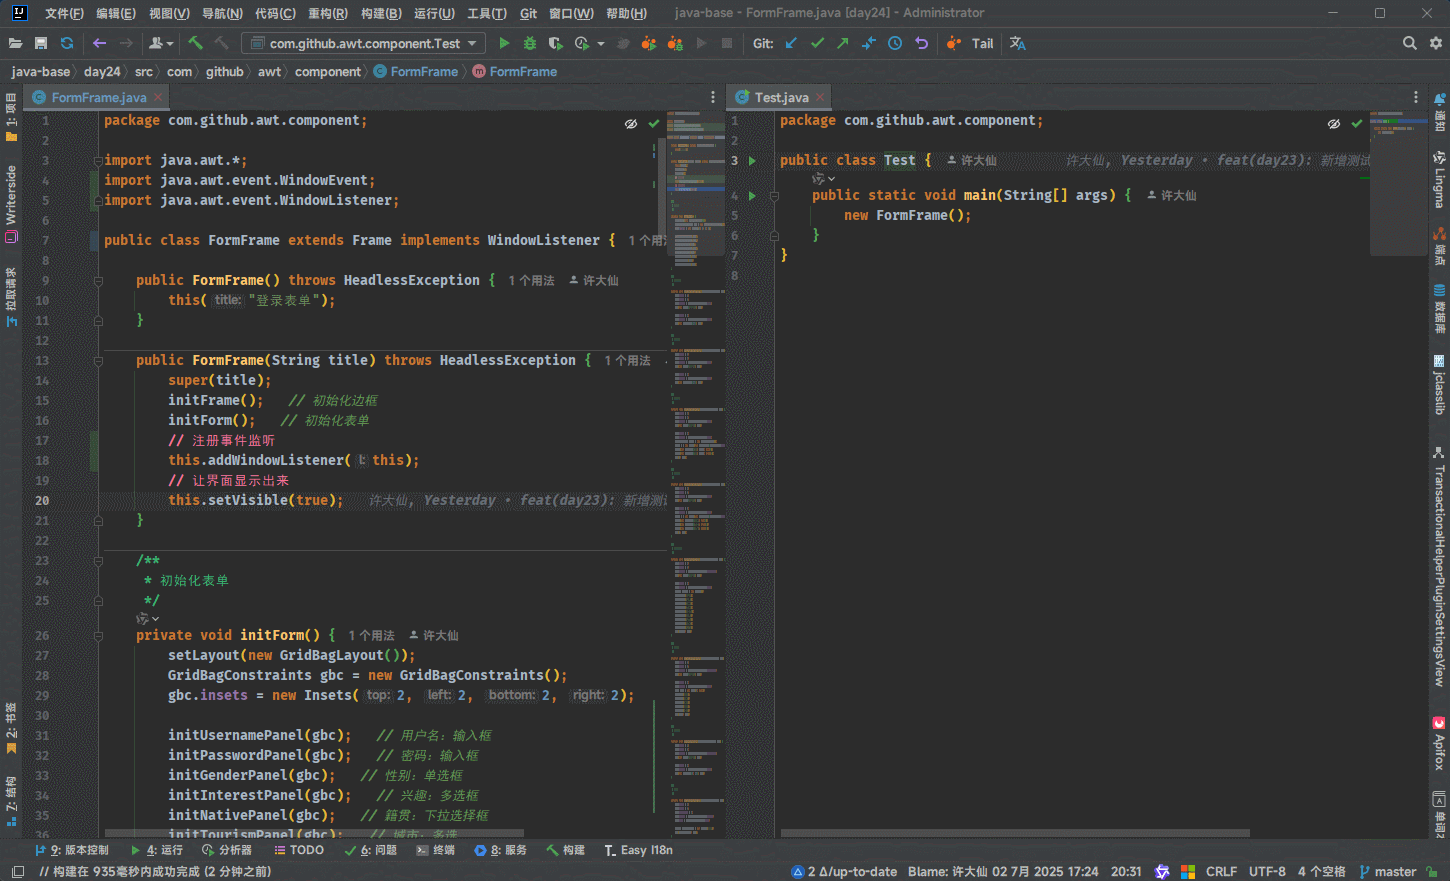 文件(F) 编辑(E) 视图(V) 导航(N) 代码(C) 重构(R) 构建(B) 运行(U) 工具(T) Git 窗口(W) 帮助(H) java-base - FormFrame.java [day24] - Administrator
com.github.awt.component.Test Git: Tail
java-base day24 src com github awt component FormFrame FormFrame
FormFrame.java
1 package com.github.awt.component;
2
3 import java.awt.*;
4 import java.awt.event.WindowEvent;
5 import java.awt.event.WindowListener;
6
7 public class FormFrame extends Frame implements WindowListener { 1 个用
8
9 public FormFrame() throws HeadlessException { 1 个用法 许大仙
10 this( title: "登录表单");
11 }
12
13 public FormFrame(String title) throws HeadlessException { 1 个用法
14 super(title);
15 initFrame(); // 初始化边框
16 initForm(); // 初始化表单
17 // 注册事件监听
18 this.addWindowListener( l: this);
19 // 让界面显示出来
20 this.setVisible(true); 许大仙, Yesterday • feat(day23): 新增测
21 }
22
23 /**
24 * 初始化表单
25 */
26 private void initForm() { 1 个用法 许大仙
27 setLayout(new GridBagLayout());
28 GridBagConstraints gbc = new GridBagConstraints();
29 gbc.insets = new Insets( top: 2, left: 2, bottom: 2, right: 2);
30
31 initUsernamePanel(gbc); // 用户名：输入框
32 initPasswordPanel(gbc); // 密码：输入框
33 initGenderPanel(gbc); // 性别：单选框
34 initInterestPanel(gbc); // 兴趣：多选框
35 initNativePanel(gbc); // 籍贯：下拉选择框
36 initTourismPanel(gbc); // 城市：多选
Test.java
1 package com.github.awt.component;
2
3 public class Test { 许大仙 许大仙, Yesterday • feat(day23): 新增测试
4 public static void main(String[] args) { 许大仙
5 new FormFrame();
6 }
7 }
8
1: 项目
Writerside
拉取请求
2: 书签
7: 结构
通知
Lingma
端点
数据库
jclasslib
TransactionalHelperPluginSettingsView
Apifox
单词2
9: 版本控制 4: 运行 分析器 TODO 6: 问题 终端 8: 服务 构建 Easy I18n
// 构建在 935毫秒内成功完成 (2 分钟之前) 2 Δ/up-to-date Blame: 许大仙 02 7月 2025 17:24 20:31 CRLF UTF-8 4 个空格 master